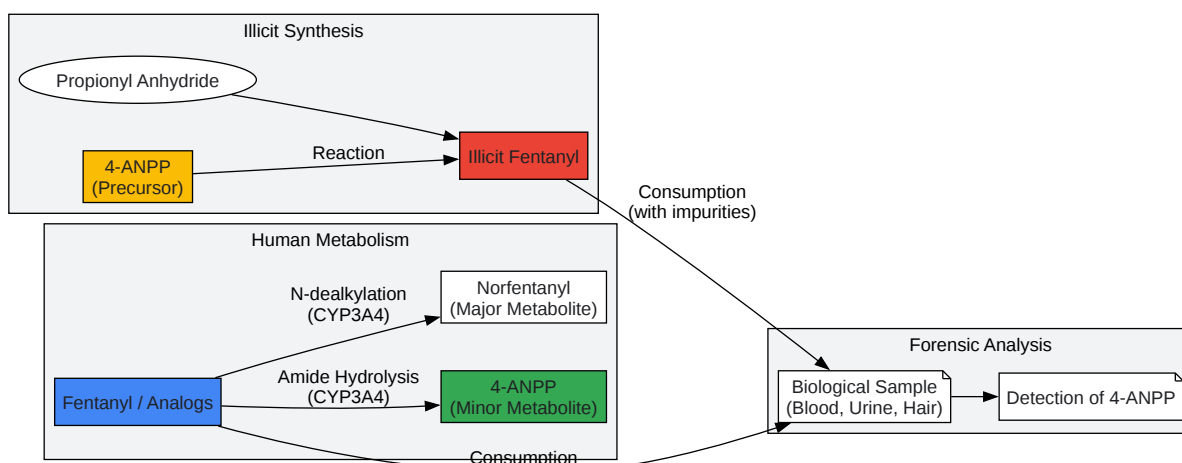 Illicit Synthesis
Propionyl Anhydride
4-ANPP
(Precursor)
Reaction
Illicit Fentanyl
Consumption
(with impurities)
Human Metabolism
N-dealkylation
(CYP3A4)
Norfentanyl
(Major Metabolite)
Fentanyl / Analogs
Amide Hydrolysis
(CYP3A4)
4-ANPP
(Minor Metabolite)
Consumption
Forensic Analysis
Biological Sample
(Blood, Urine, Hair)
Detection of 4-ANPP